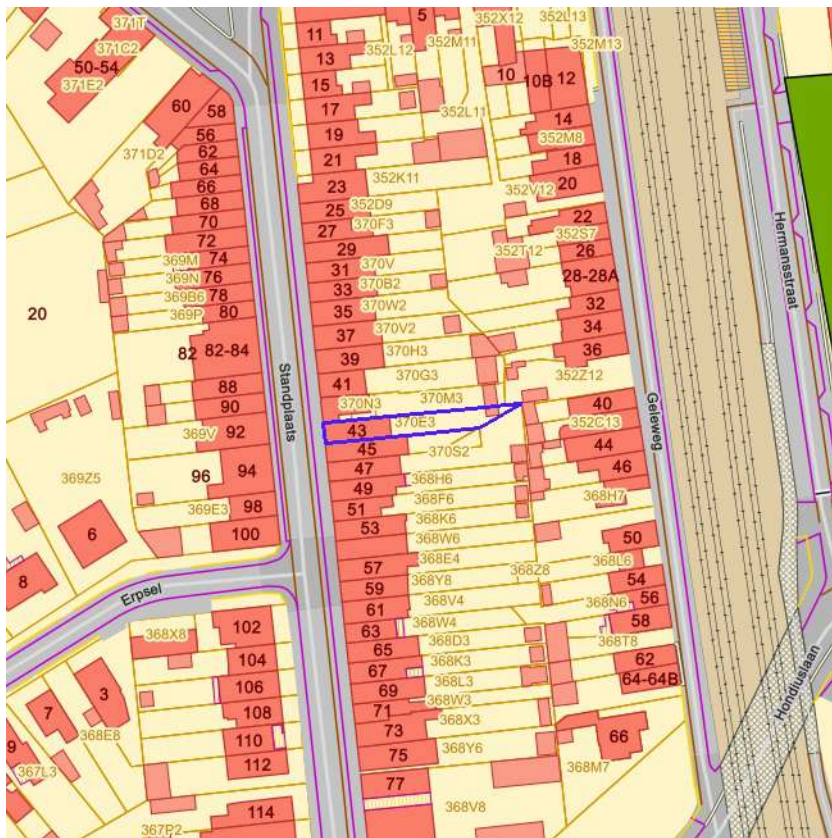 371T
371C2
50-54
371E2
60
58
56
62
64
66
68
70
72
74
76
78
80
371D2
369M
369N
369B6
369P
82
82-84
88
90
92
94
96
98
100
369V
369Z5
369E3
20
6
8
Erpsel
Standplaats
11
13
15
17
19
21
23
25
27
29
31
33
35
37
39
41
43
45
47
49
51
53
57
59
61
63
65
67
69
71
73
75
77
5
352L12
352M11
352X12
352L13
352M13
10
10B
12
352L11
14
352M8
18
20
352K11
352V12
352D9
370F3
22
352S7
352T12
26
28-28A
370V
370B2
370W2
370V2
32
34
36
370H3
370G3
352Z12
370M3
370N3
370E3
370S2
40
352C13
44
46
368H6
368F6
368H7
368K6
368W6
50
368L6
368E4
368Z8
54
368Y8
56
368N6
58
368V4
368W4
368T8
368D3
62
368K3
64-64B
368L3
368W3
66
368X3
368Y6
368M7
368V8
Geleweg
Hermansstraat
Hondiuslaan
368X8
102
104
106
108
110
112
114
3
7
9
368E8
367L3
367P2